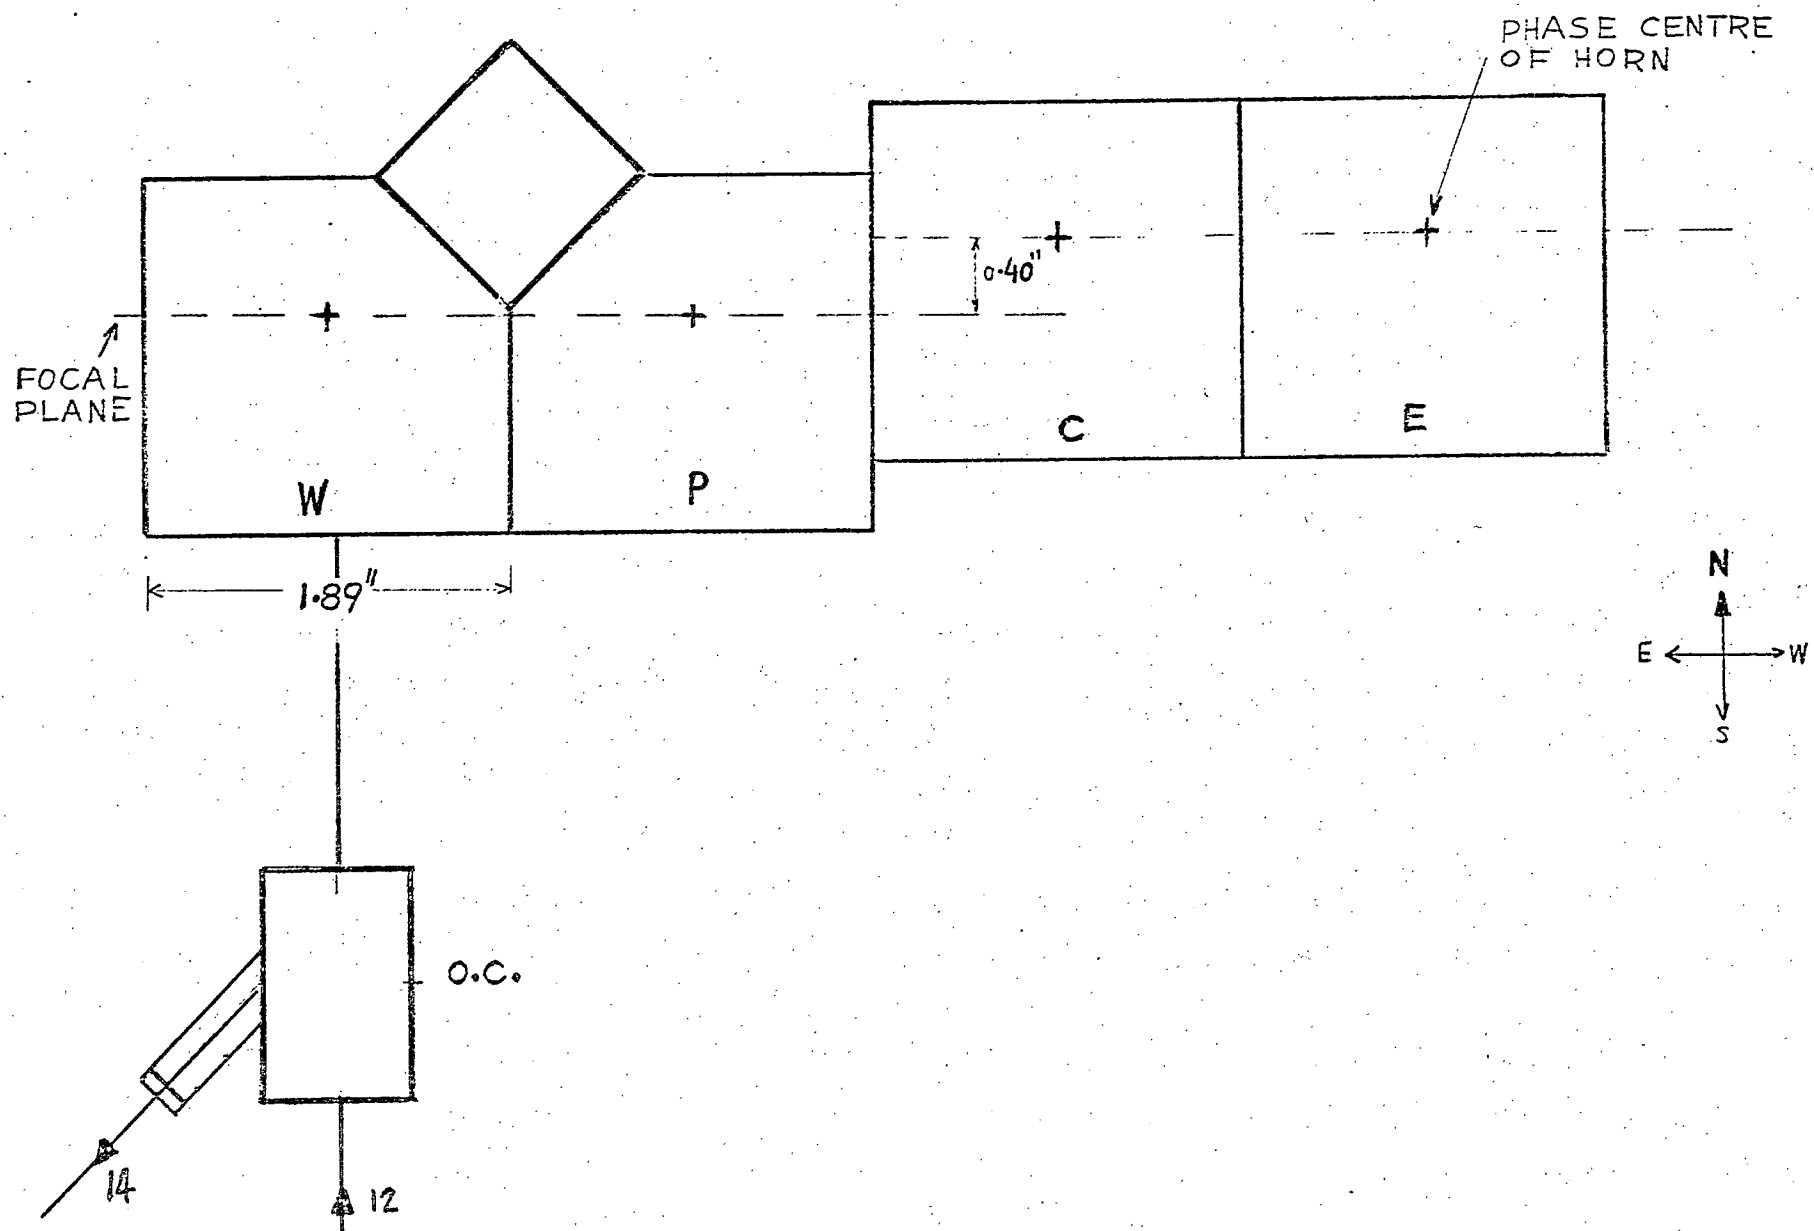 PHASE CENTRE
OF HORN
0.40"
FOCAL
PLANE
C
E
W
P
1.89"
N
E
W
S
O.C.
14
12